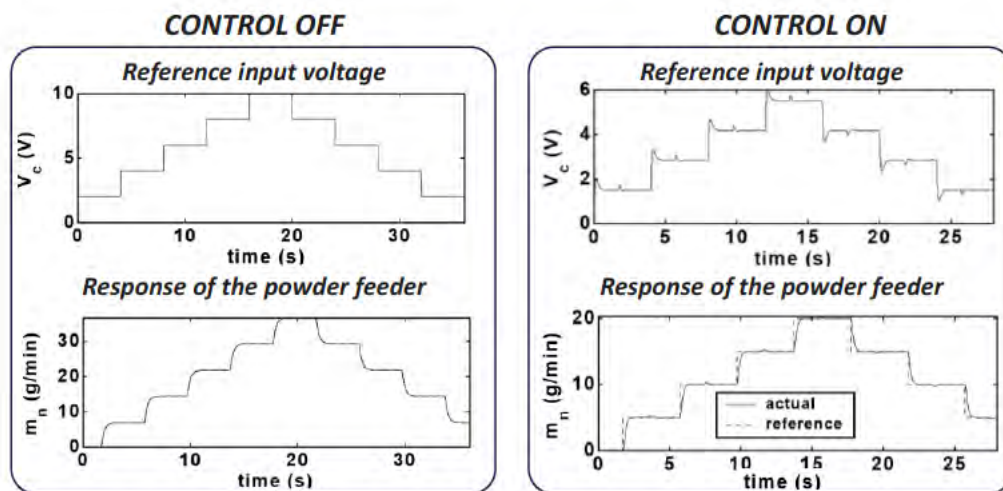 CONTROL OFF
Reference input voltage
10
5
0
V_c (V)
0
10
20
30
time (s)
Response of the powder feeder
30
20
10
0
m_n (g/min)
0
10
20
30
time (s)
CONTROL ON
Reference input voltage
6
4
2
0
V_c (V)
0
5
10
15
20
25
time (s)
Response of the powder feeder
20
15
10
5
0
m_n (g/min)
actual
reference
0
5
10
15
20
25
time (s)